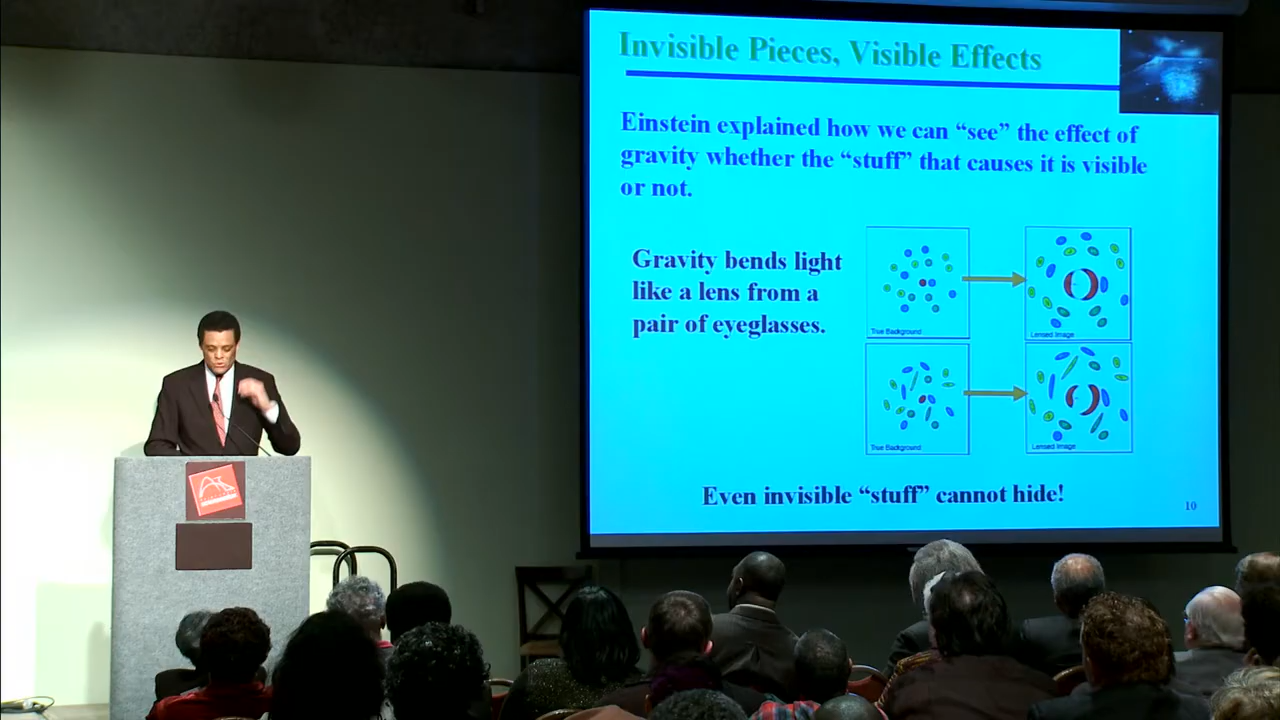 Invisible Pieces, Visible Effects
Einstein explained how we can “see” the effect of
gravity whether the “stuff” that causes it is visible
or not.
Gravity bends light
like a lens from a
pair of eyeglasses.
True Background
Lensed Image
True Background
Lensed Image
Even invisible “stuff” cannot hide!
10